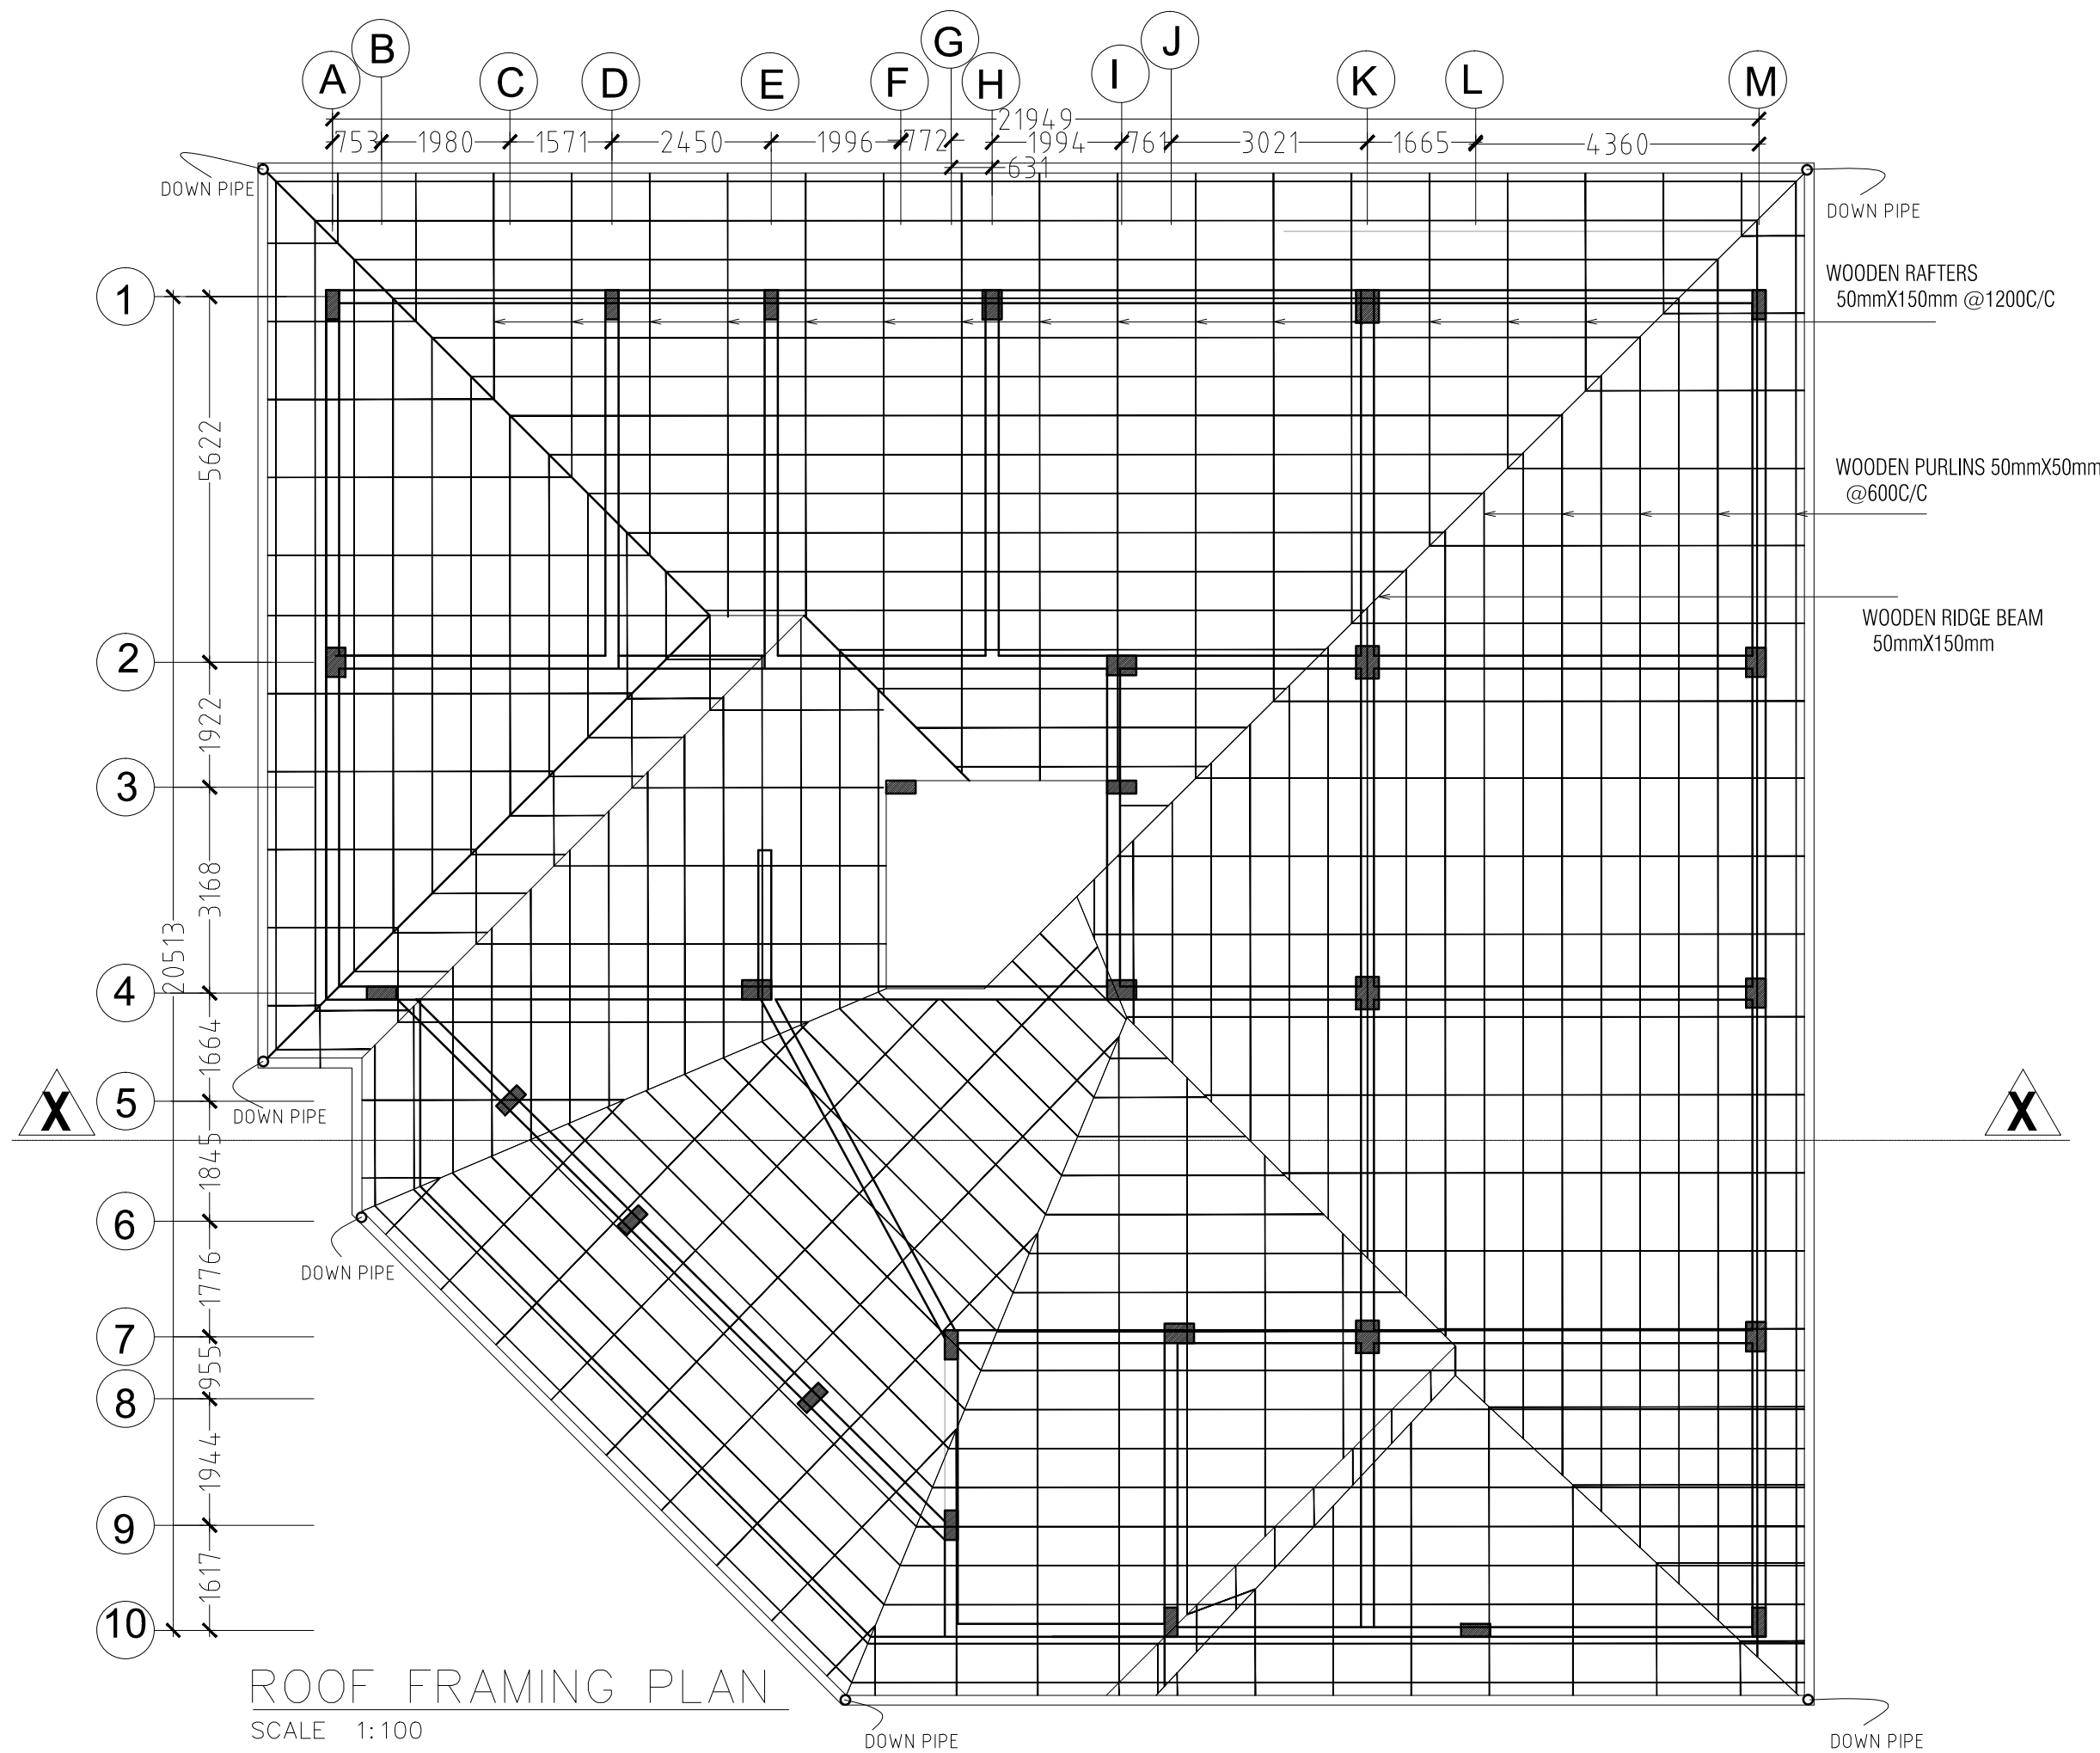 A
B
C
D
E
F
G
H
I
J
K
L
M
21949
753
1980
1571
2450
1996
772
631
1994
761
3021
1665
4360
DOWN PIPE
DOWN PIPE
WOODEN RAFTERS
50mmX150mm @1200C/C
WOODEN PURLINS 50mmX50mm
@600C/C
WOODEN RIDGE BEAM
50mmX150mm
1
2
3
4
5
6
7
8
9
10
20513
5622
1922
3168
1664
1845
1776
955
1944
1617
X
X
DOWN PIPE
DOWN PIPE
DOWN PIPE
DOWN PIPE
ROOF FRAMING PLAN
SCALE 1:100